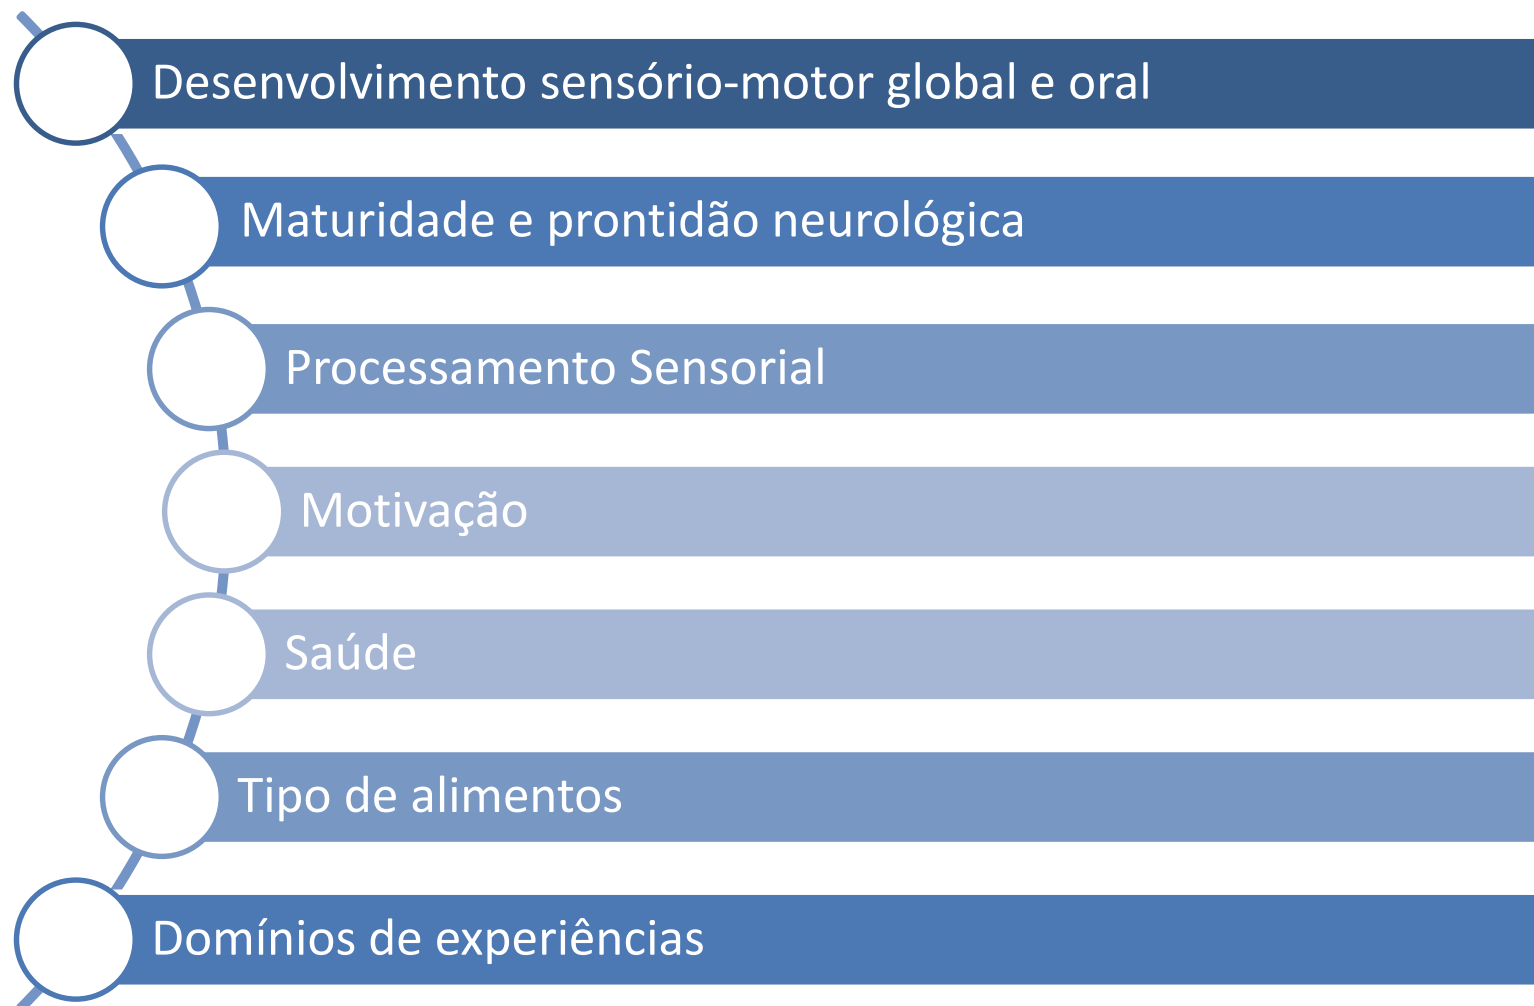 Desenvolvimento sensório-motor global e oral
Maturidade e prontidão neurológica
Processamento Sensorial
Motivação
Saúde
Tipo de alimentos
Domínios de experiências